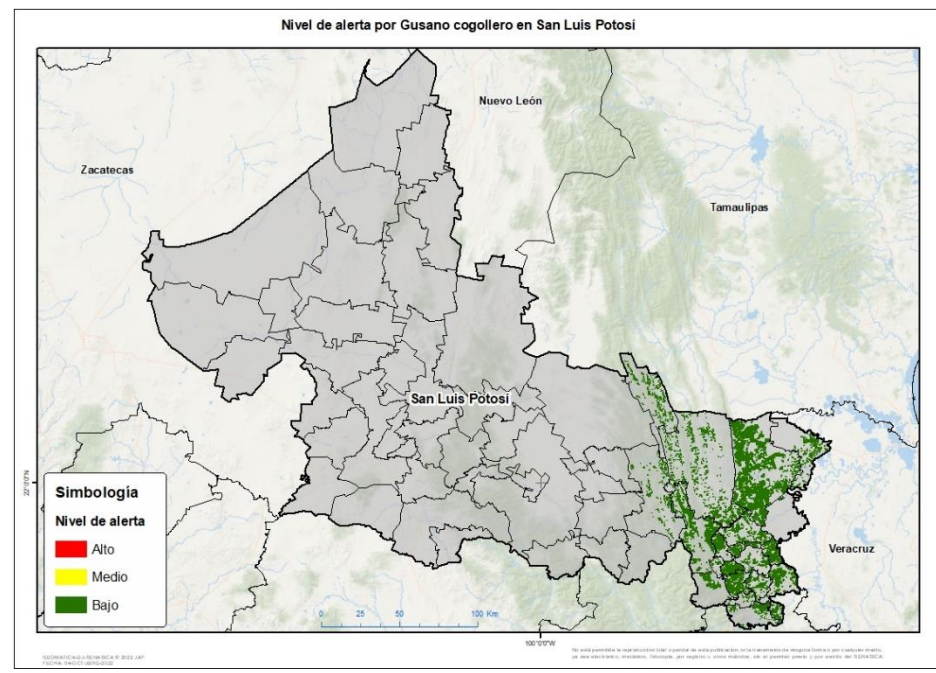 Nivel de alerta por Gusano cogollero en San Luis Potosí
Nuevo León
Zacatecas
Tamaulipas
San Luis Potosí
22°0'0"N
Simbología
Nivel de alerta
Alto
Medio
Bajo
Veracruz
0 25 50 100 Km
100°0'0"W